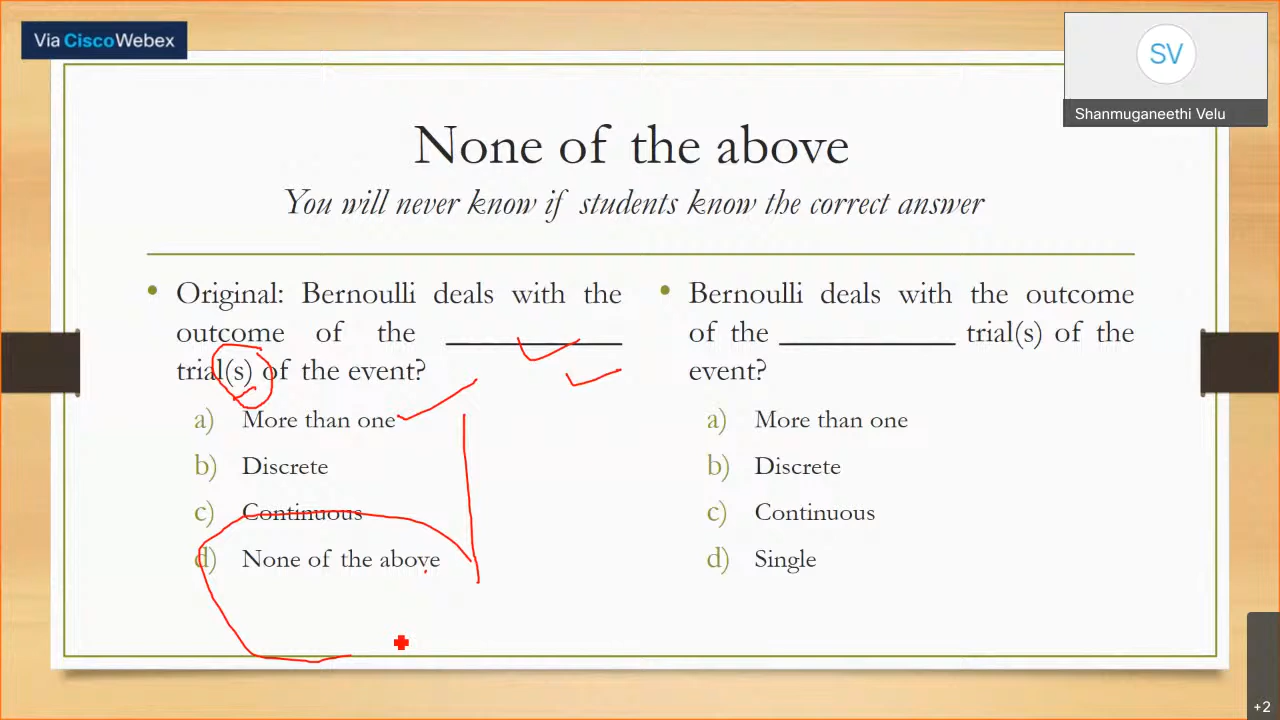 Via CiscoWebex
SV
Shanmuganeethi Velu
None of the above
You will never know if students know the correct answer
• Original: Bernoulli deals with the
outcome of the ______________
trial(s) of the event?
a) More than one
b) Discrete
c) Continuous
d) None of the above
• Bernoulli deals with the outcome
of the ______________ trial(s) of the
event?
a) More than one
b) Discrete
c) Continuous
d) Single
+2